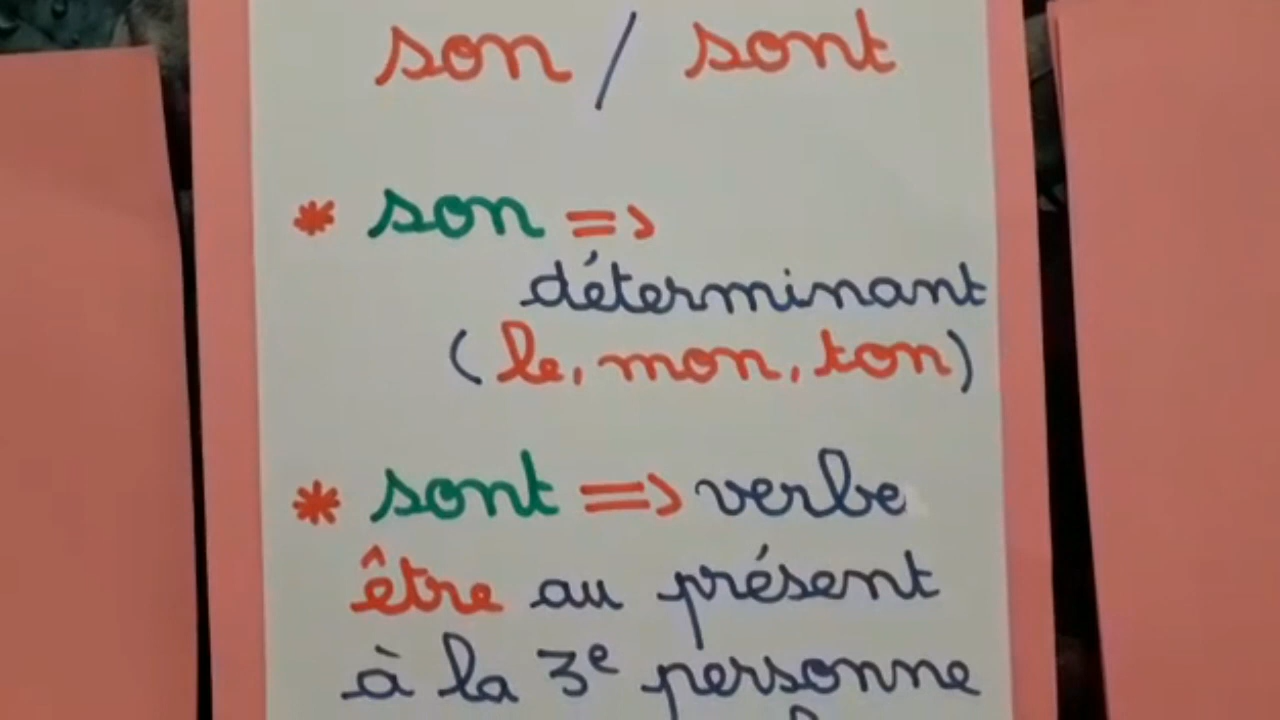 son / sont
* son =>
déterminant
(le, mon, ton)
* sont => verbe
être au présent
à la 3e personne